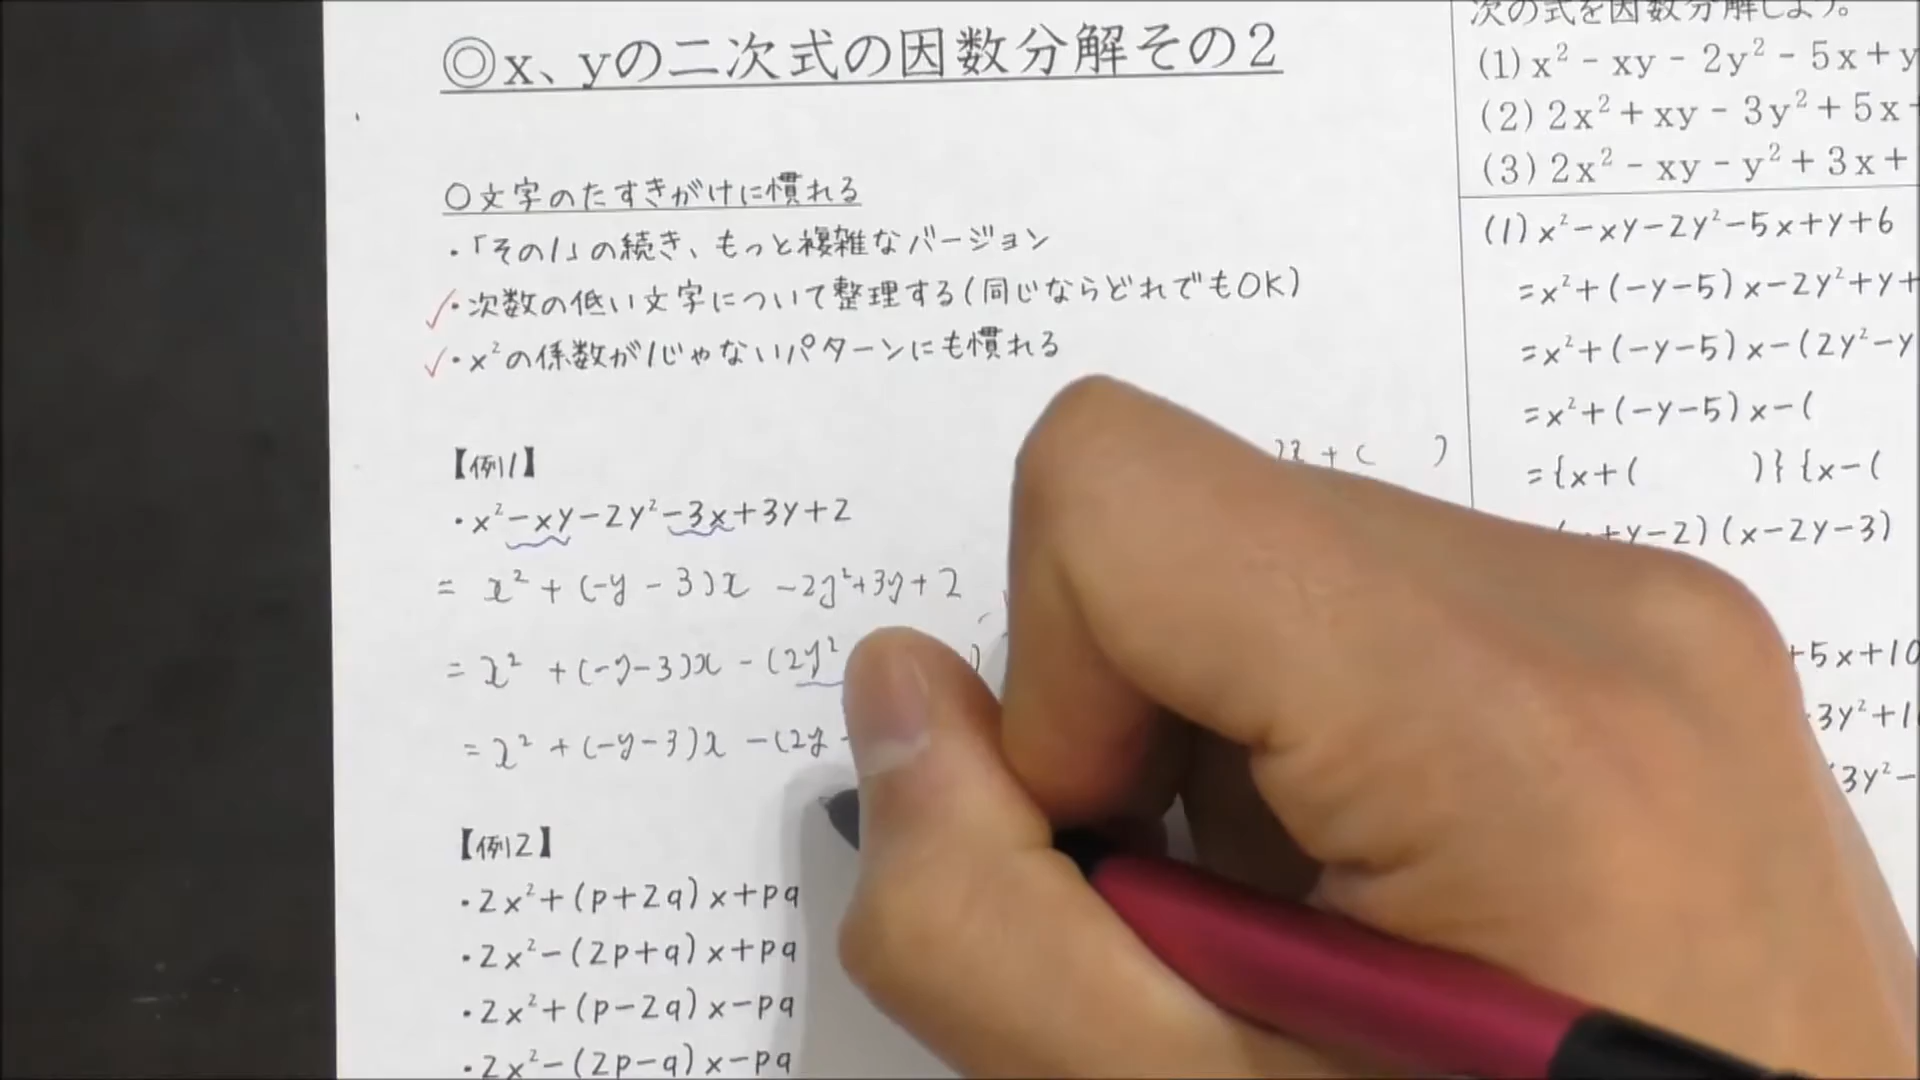 ◎x、yの二次式の因数分解その2
○文字のたすきがけに慣れる
・「その1」の続き、もっと複雑なバージョン
・次数の低い文字について整理する(同じならどれでもOK)
・x²の係数が1じゃないパターンにも慣れる
【例1】
・x²-xy-2y²-3x+3y+2
= x² + (-y - 3)x - 2y²+3y+2
= x² + (-y-3)x - (2y²
= x² + (-y-3)x - (2y -
【例2】
・2x²+(p+2q)x+pq
・2x²-(2p+q)x+pq
・2x²+(p-2q)x-pq
・2x²-(2p-q)x-pq
)x + ( )
次の式を因数分解しよう。
(1) x² - xy - 2y² - 5x + y
(2) 2x² + xy - 3y² + 5x
(3) 2x² - xy - y² + 3x +
(1) x²-xy-2y²-5x+y+6
=x²+(-y-5)x-2y²+y+
=x²+(-y-5)x-(2y²-y
=x²+(-y-5)x-(
={x+( )}{x-(
+y-2)(x-2y-3)
+5x+10
3y²+1
(3y²-